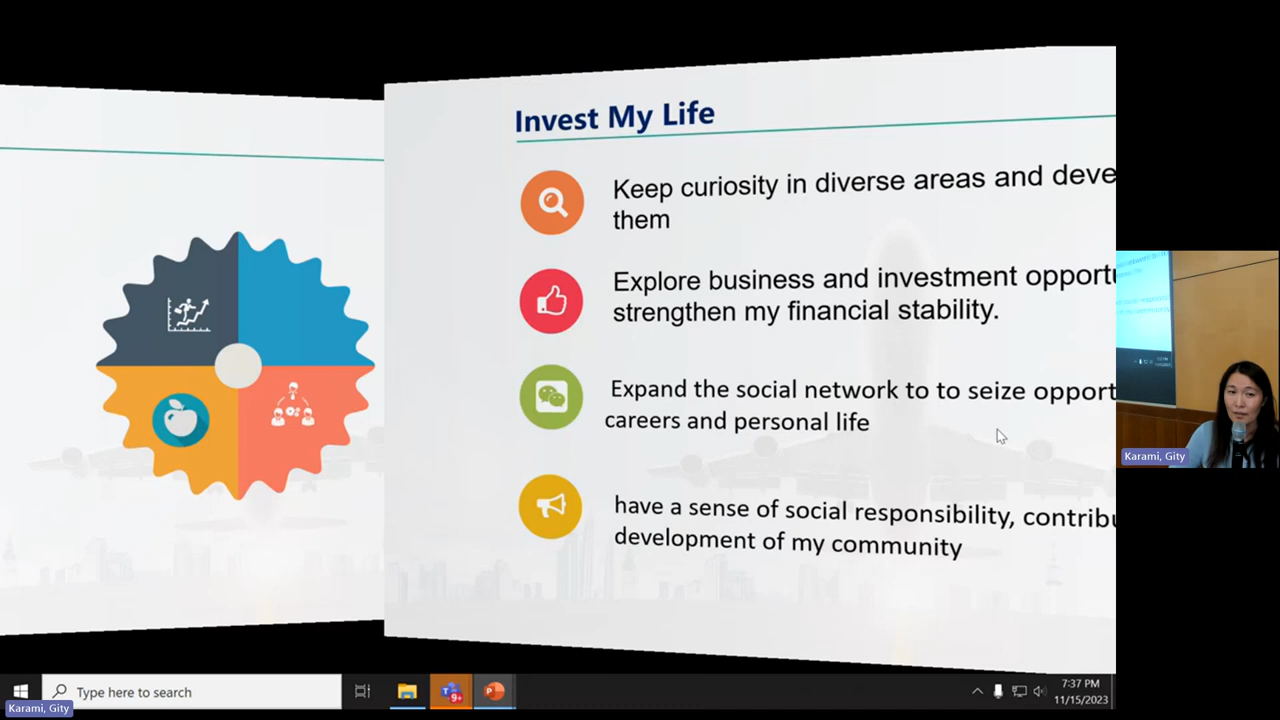 Invest My Life
Keep curiosity in diverse areas and deve
them
Explore business and investment opportu
strengthen my financial stability.
Expand the social network to to seize opport
careers and personal life
have a sense of social responsibility, contribu
development of my community
Karami, Gity
Type here to search
9+
7:37 PM
11/15/2023
Karami, Gity